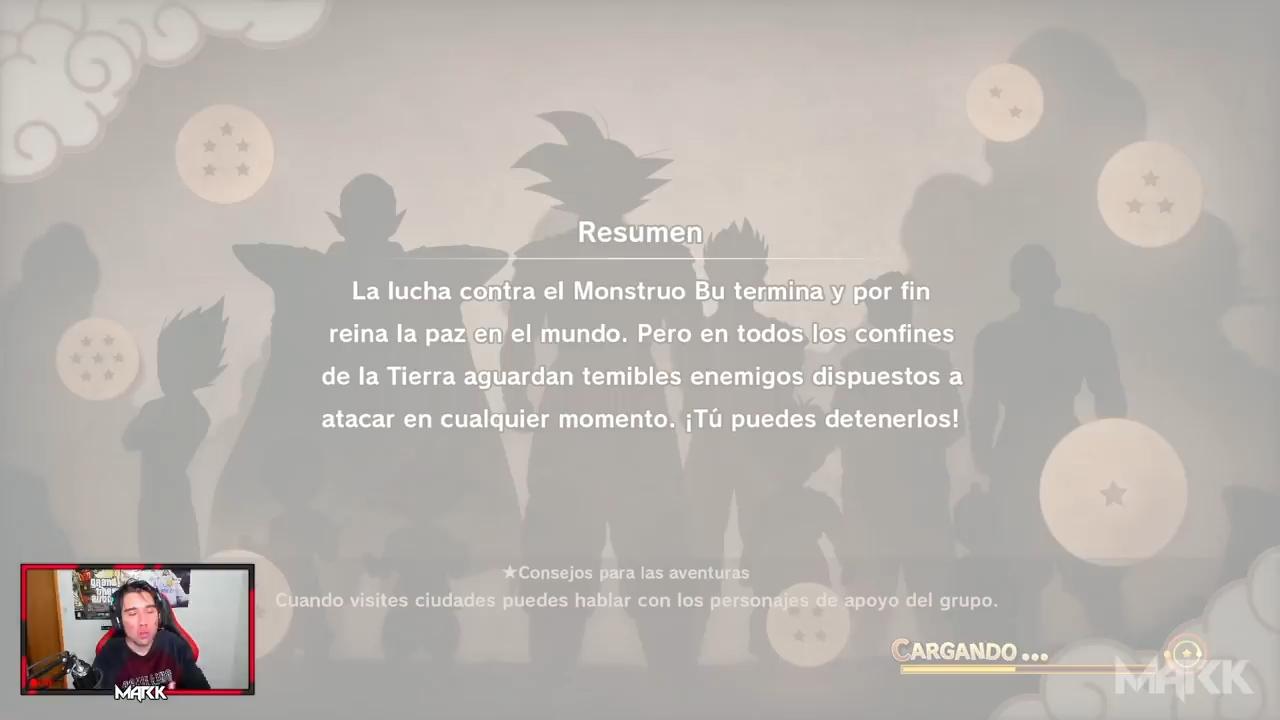 Resumen
La lucha contra el Monstruo Bu termina y por fin
reina la paz en el mundo. Pero en todos los confines
de la Tierra aguardan temibles enemigos dispuestos a
atacar en cualquier momento. ¡Tú puedes detenerlos!
★Consejos para las aventuras
Cuando visites ciudades puedes hablar con los personajes de apoyo del grupo.
CARGANDO...
MARK
grand
theft
MARK